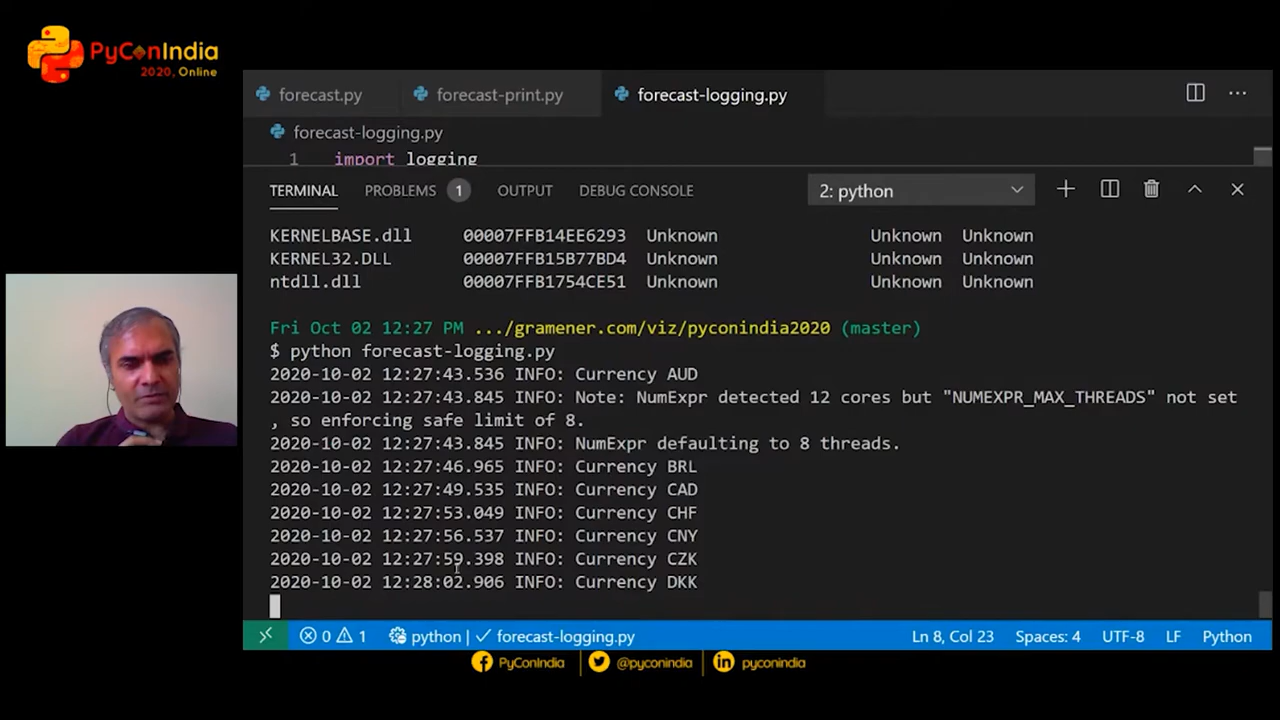 PyConIndia
2020, Online
forecast.py forecast-print.py forecast-logging.py
forecast-logging.py
1 import logging
TERMINAL PROBLEMS 1 OUTPUT DEBUG CONSOLE 2: python
KERNELBASE.dll 00007FFB14EE6293 Unknown Unknown Unknown
KERNEL32.DLL 00007FFB15B77BD4 Unknown Unknown Unknown
ntdll.dll 00007FFB1754CE51 Unknown Unknown Unknown
Fri Oct 02 12:27 PM .../gramener.com/viz/pyconindia2020 (master)
$ python forecast-logging.py
2020-10-02 12:27:43.536 INFO: Currency AUD
2020-10-02 12:27:43.845 INFO: Note: NumExpr detected 12 cores but "NUMEXPR_MAX_THREADS" not set
, so enforcing safe limit of 8.
2020-10-02 12:27:43.845 INFO: NumExpr defaulting to 8 threads.
2020-10-02 12:27:46.965 INFO: Currency BRL
2020-10-02 12:27:49.535 INFO: Currency CAD
2020-10-02 12:27:53.049 INFO: Currency CHF
2020-10-02 12:27:56.537 INFO: Currency CNY
2020-10-02 12:27:59.398 INFO: Currency CZK
2020-10-02 12:28:02.906 INFO: Currency DKK
0 1 python | ✓ forecast-logging.py Ln 8, Col 23 Spaces: 4 UTF-8 LF Python
PyConIndia @pyconindia pyconindia